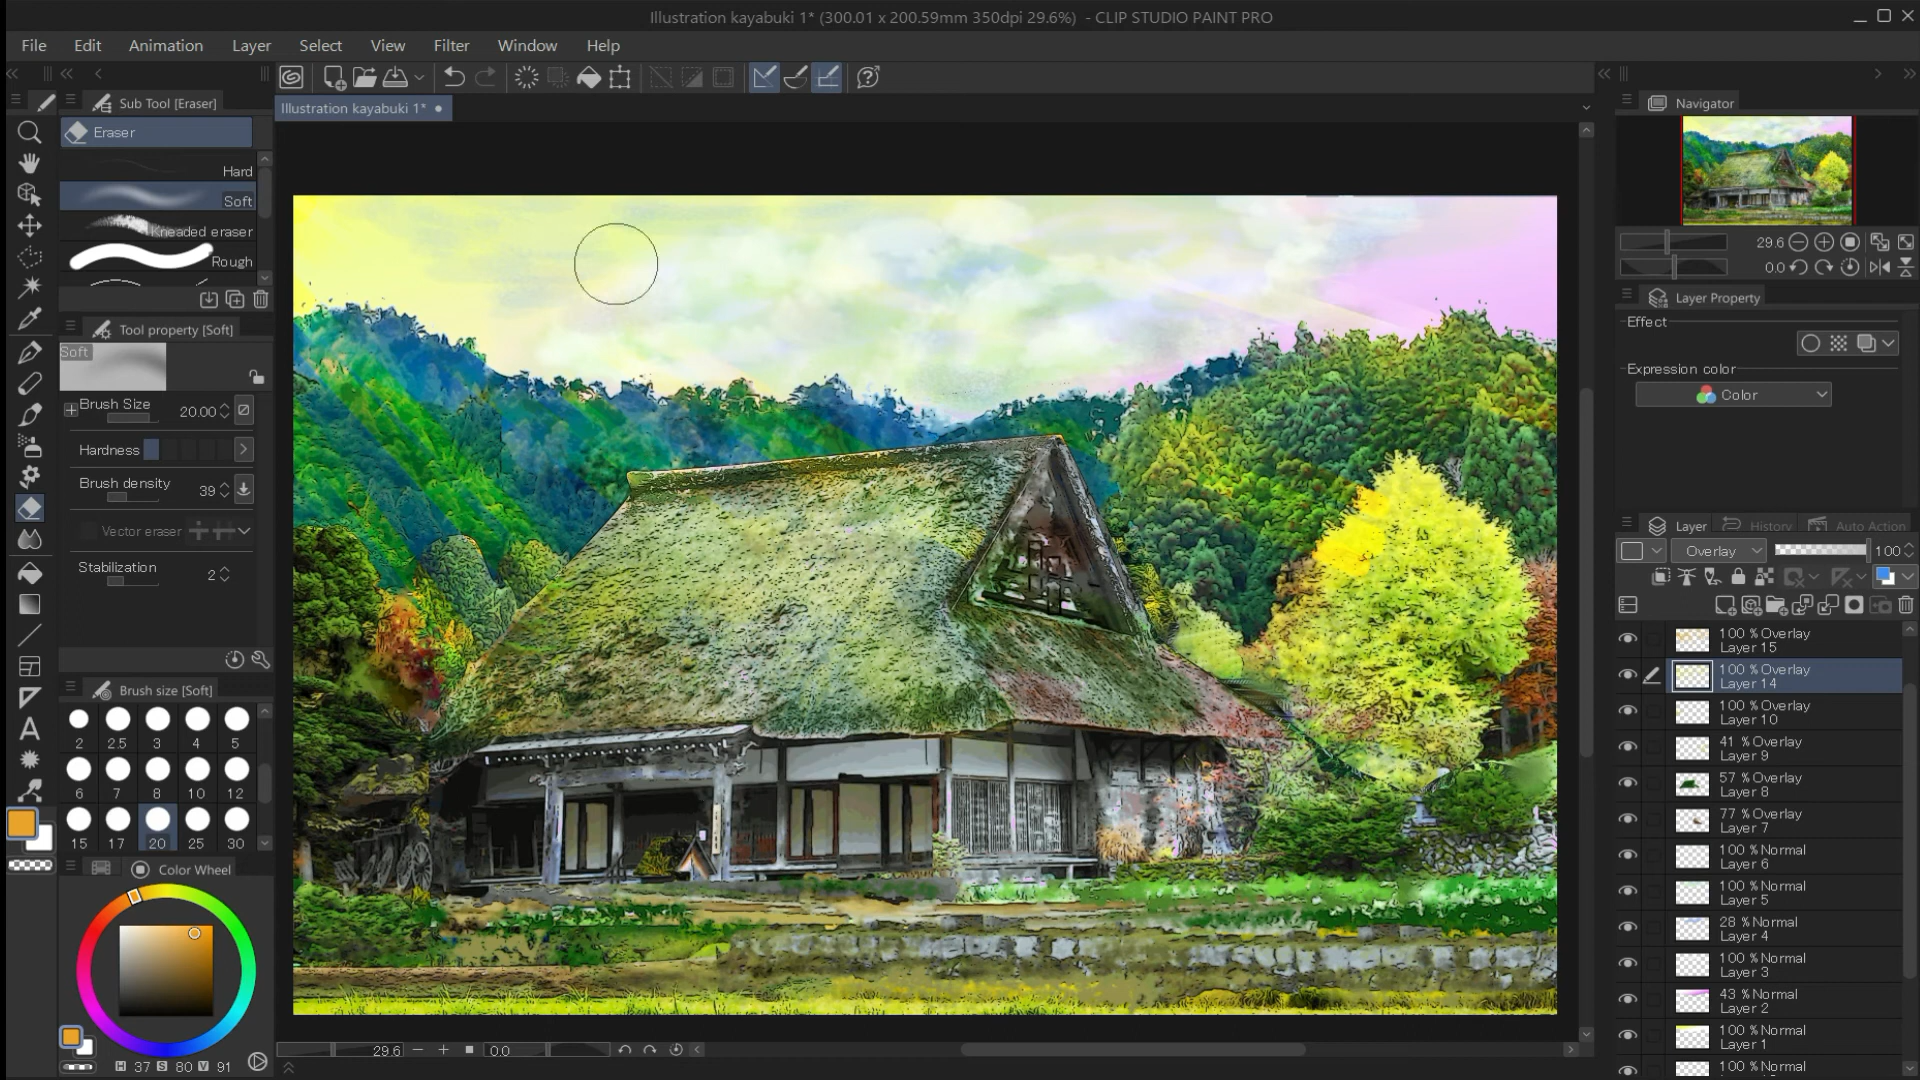 Illustration kayabuki 1* (300.01 x 200.59mm 350dpi 29.6%) - CLIP STUDIO PAINT PRO
File Edit Animation Layer Select View Filter Window Help
Sub Tool [Eraser]
Eraser
Hard
Soft
Kneaded eraser
Rough
Tool property [Soft]
Soft
Brush Size 20.00
Hardness
Brush density 39
Vector eraser
Stabilization 2
Brush size [Soft]
2 2.5 3 4 5
6 7 8 10 12
15 17 20 25 30
Color Wheel
H 37 S 80 V 91
Illustration kayabuki 1*
29.6 0.0
Navigator
29.6
0.0
Layer Property
Effect
Expression color
Color
Layer History Auto Action
Overlay 100
100 % Overlay
Layer 15
100 % Overlay
Layer 14
100 % Overlay
Layer 10
41 % Overlay
Layer 9
57 % Overlay
Layer 8
77 % Overlay
Layer 7
100 % Normal
Layer 6
100 % Normal
Layer 5
28 % Normal
Layer 4
100 % Normal
Layer 3
43 % Normal
Layer 2
100 % Normal
Layer 1
100 % Normal